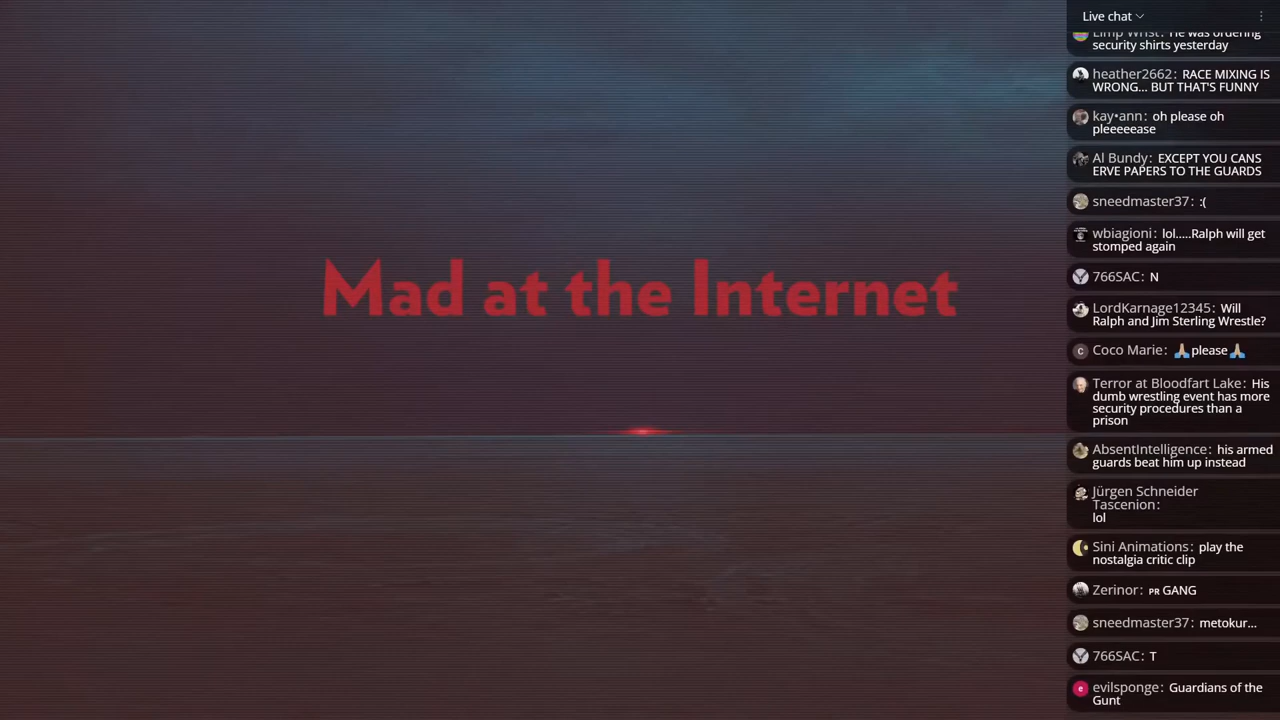 Live chat
Limp Wrist: He was ordering
security shirts yesterday
heather2662: RACE MIXING IS
WRONG... BUT THAT'S FUNNY
kay•ann: oh please oh
pleeeeease
Al Bundy: EXCEPT YOU CANS
ERVE PAPERS TO THE GUARDS
sneedmaster37: :(
wbiagioni: lol.....Ralph will get
stomped again
766SAC: N
LordKarnage12345: Will
Ralph and Jim Sterling Wrestle?
C
Coco Marie: 🙏please🙏
Terror at Bloodfart Lake: His
dumb wrestling event has more
security procedures than a
prison
AbsentIntelligence: his armed
guards beat him up instead
Jürgen Schneider
Tascenion:
lol
Sini Animations: play the
nostalgia critic clip
Zerinor: PR GANG
sneedmaster37: metokur...
766SAC: T
e
evilsponge: Guardians of the
Gunt
Mad at the Internet